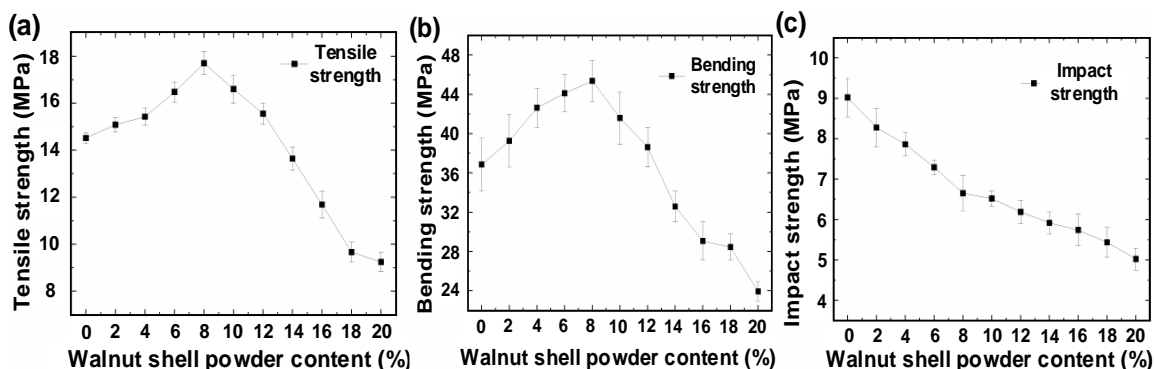 (a)
Tensile strength (MPa)
18
16
14
12
10
8
Tensile
strength
0 2 4 6 8 10 12 14 16 18 20
Walnut shell powder content (%)
(b)
Bending strength (MPa)
48
44
40
36
32
28
24
Bending
strength
0 2 4 6 8 10 12 14 16 18 20
Walnut shell powder content (%)
(c)
Impact strength (MPa)
10
9
8
7
6
5
4
Impact
strength
0 2 4 6 8 10 12 14 16 18 20
Walnut shell powder content (%)